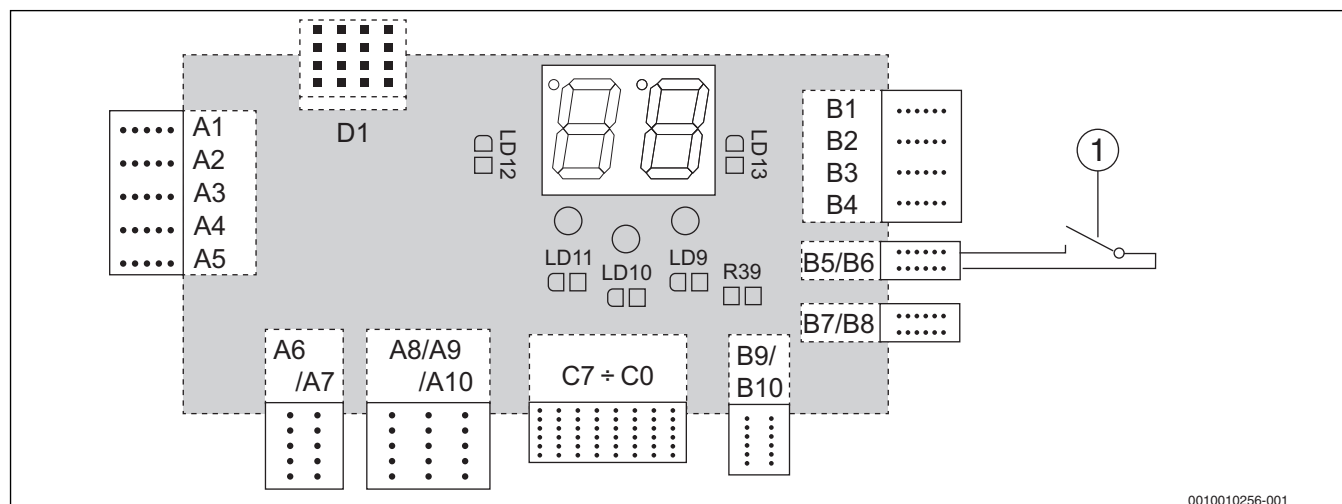 D1
A1
A2
A3
A4
A5
LD12
LD13
B1
B2
B3
B4
1
LD11
LD10
LD9
R39
B5/B6
B7/B8
A6
/A7
A8/A9
/A10
C7 ÷ C0
B9/
B10
0010010256-001